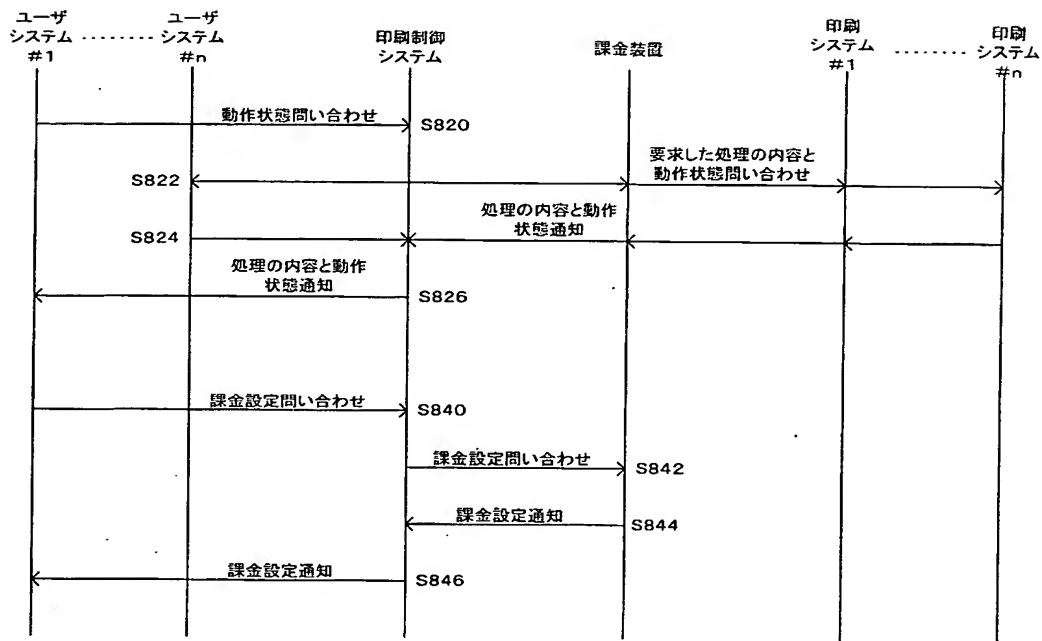 ユーザ
システム
#1
........
ユーザ
システム
#n
印刷制御
システム
課金装置
印刷
システム
#1
........
印刷
システム
#n
動作状態問い合わせ
S820
要求した処理の内容と
動作状態問い合わせ
S822
処理の内容と動作
状態通知
S824
処理の内容と動作
状態通知
S826
課金設定問い合わせ
S840
課金設定問い合わせ
S842
課金設定通知
S844
課金設定通知
S846